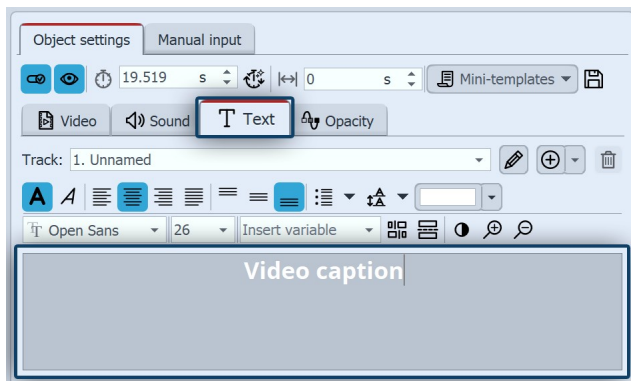 Object settings Manual input
19.519 s 0 s Mini-templates
Video Sound T Text Opacity
Track: 1. Unnamed
A A A
Tr Open Sans 26 Insert variable
Video caption